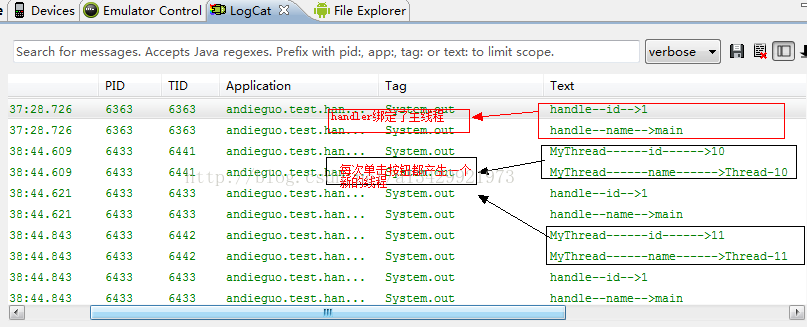 Devices Emulator Control LogCat File Explorer
Search for messages. Accepts Java regexes. Prefix with pid:, app:, tag: or text: to limit scope. verbose
PID TID Application Tag Text
37:28.726 6363 6363 andieguo.test.han... System.out handle--id-->1
handler绑定了主线程
37:28.726 6363 6363 andieguo.test.han... System.out handle--name-->main
38:44.609 6433 6441 andieguo.test.han... System.out MyThread------id------>10
每次单击按钮都产生一个
38:44.609 6433 6441 System.out MyThread------name------>Thread-10
新的线程
38:44.621 6433 6433 andieguo.test.han... System.out handle--id-->1
38:44.621 6433 6433 andieguo.test.han... System.out handle--name-->main
38:44.843 6433 6442 andieguo.test.han... System.out MyThread------id------>11
38:44.843 6433 6442 andieguo.test.han... System.out MyThread------name------>Thread-11
38:44.843 6433 6433 andieguo.test.han... System.out handle--id-->1
38:44.843 6433 6433 andieguo.test.han... System.out handle--name-->main